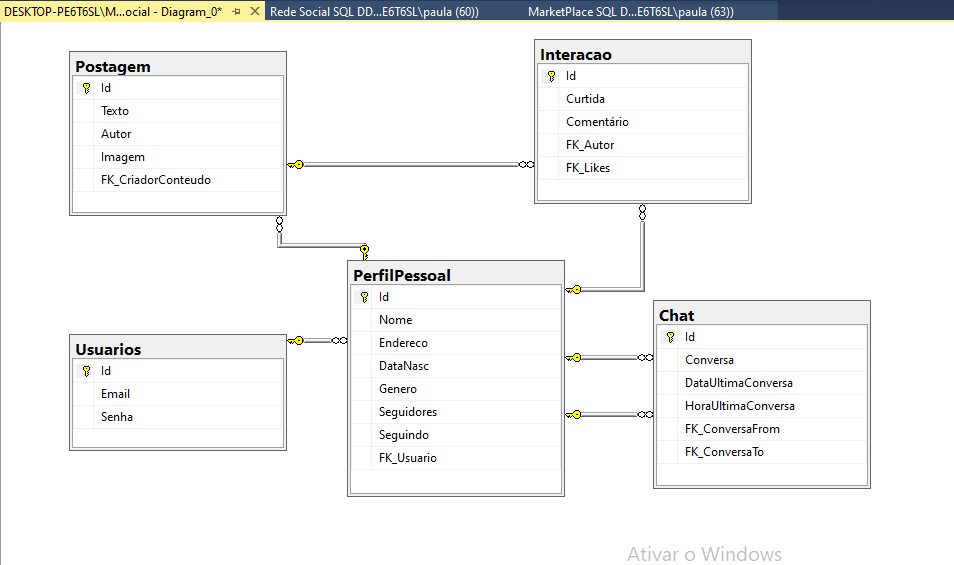 DESKTOP-PE6T6SL\M...ocial - Diagram_0*
Rede Social SQL DD...E6T6SL\paula (60))
MarketPlace SQL D...E6T6SL\paula (63))
Postagem
Id
Texto
Autor
Imagem
FK_CriadorConteudo
Interacao
Id
Curtida
Comentário
FK_Autor
FK_Likes
PerfilPessoal
Id
Nome
Endereco
DataNasc
Genero
Seguidores
Seguindo
FK_Usuario
Usuarios
Id
Email
Senha
Chat
Id
Conversa
DataUltimaConversa
HoraUltimaConversa
FK_ConversaFrom
FK_ConversaTo
Ativar o Windows